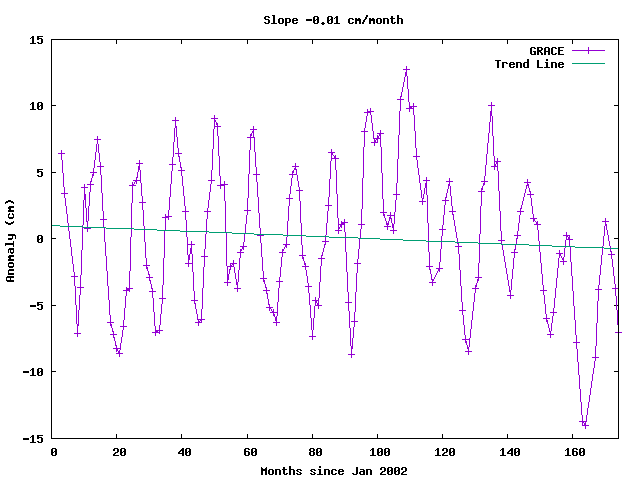 Slope -0.01 cm/month
GRACE
Trend Line
Anomaly (cm)
15
10
5
0
-5
-10
-15
0 20 40 60 80 100 120 140 160
Months since Jan 2002